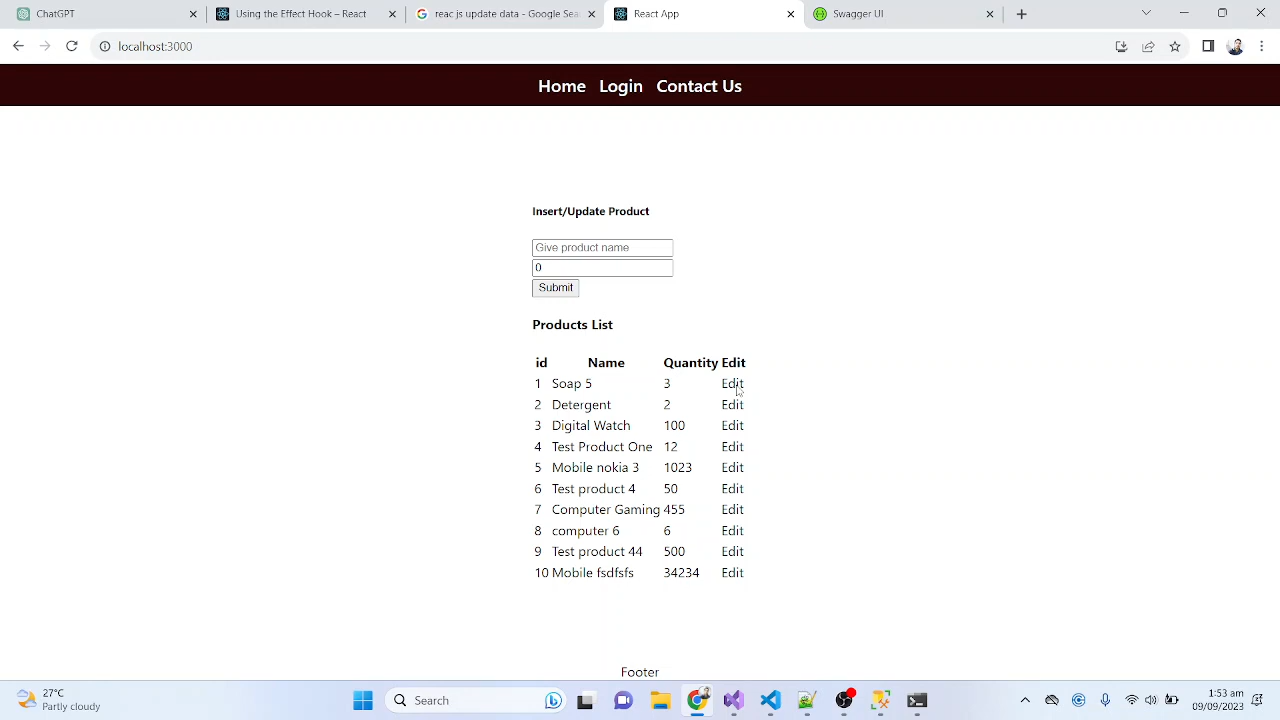 ChatGPT
Using the Effect Hook – React
reac js update data - Google Sea
React App
Swagger UI
localhost:3000
Home Login Contact Us
Insert/Update Product
Give product name
0
Submit
Products List
id Name Quantity Edit
1 Soap 5 3 Edit
2 Detergent 2 Edit
3 Digital Watch 100 Edit
4 Test Product One 12 Edit
5 Mobile nokia 3 1023 Edit
6 Test product 4 50 Edit
7 Computer Gaming 455 Edit
8 computer 6 6 Edit
9 Test product 44 500 Edit
10 Mobile fsdfsfs 34234 Edit
Footer
27°C
Partly cloudy
Search
1:53 am
09/09/2023